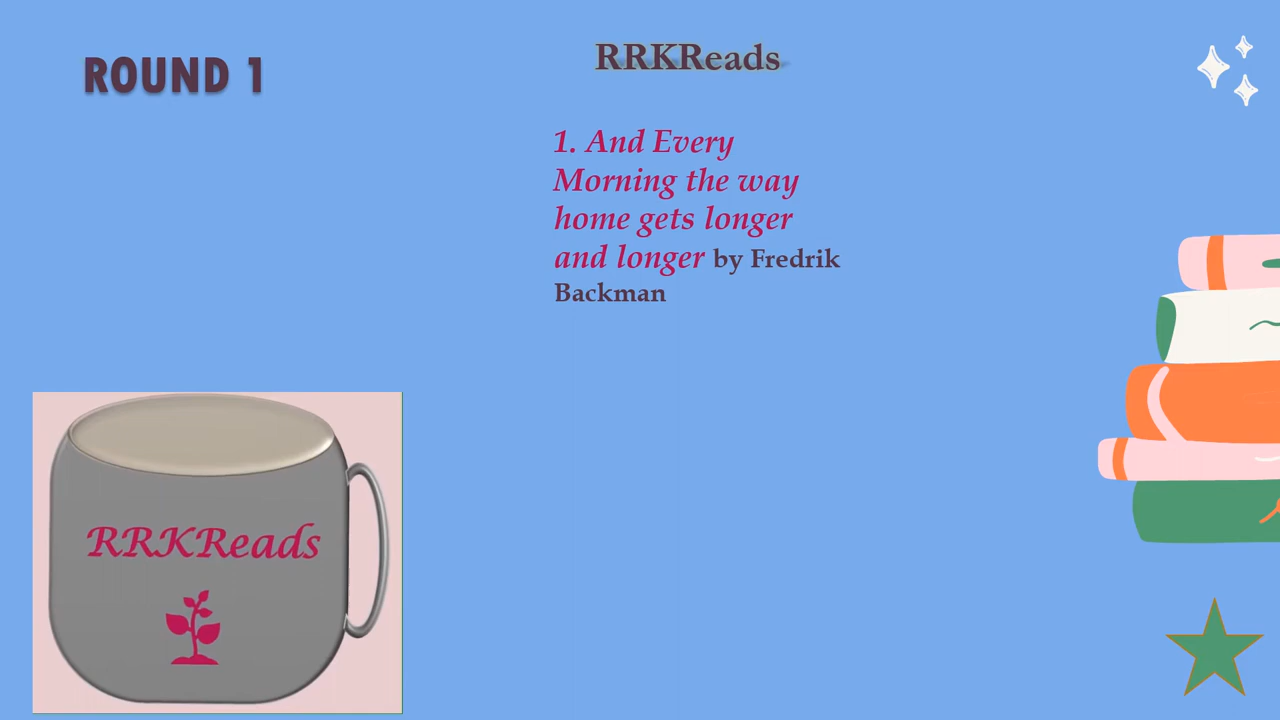 ROUND 1
RRKReads
1. And Every
Morning the way
home gets longer
and longer by Fredrik
Backman
RRKReads